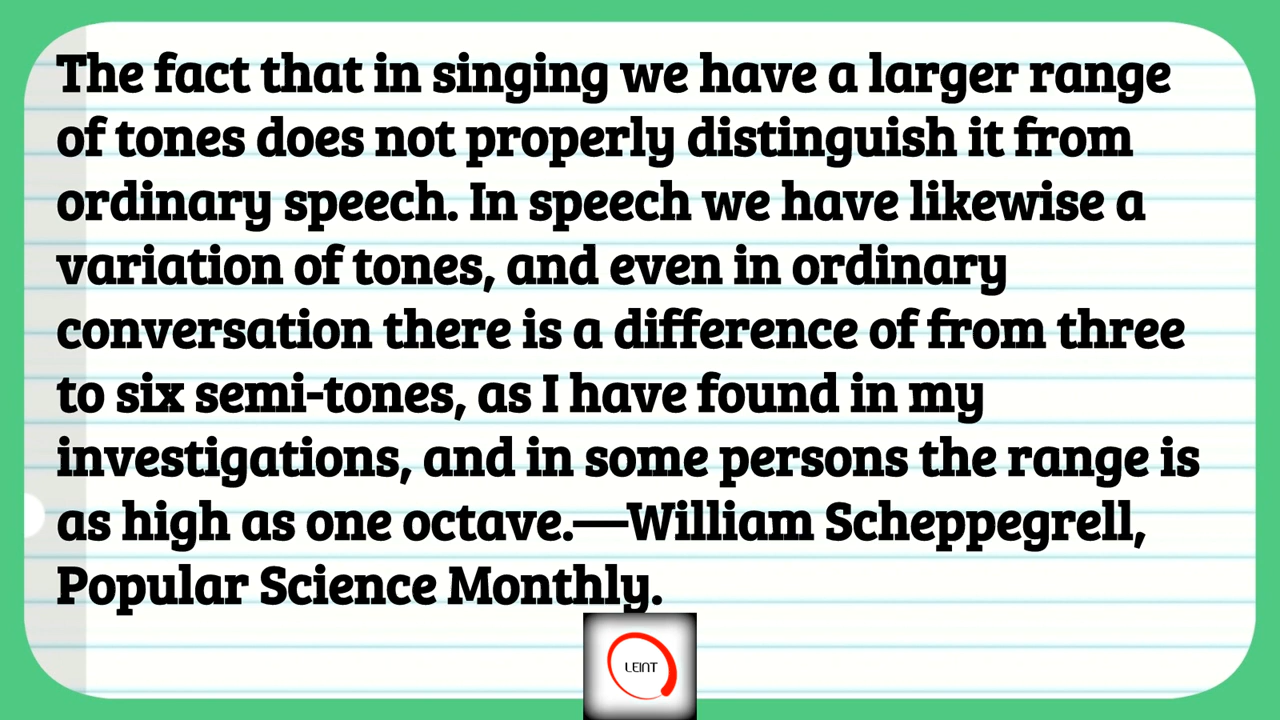 The fact that in singing we have a larger range
of tones does not properly distinguish it from
ordinary speech. In speech we have likewise a
variation of tones, and even in ordinary
conversation there is a difference of from three
to six semi-tones, as I have found in my
investigations, and in some persons the range is
as high as one octave.—William Scheppegrell,
Popular Science Monthly.
LEINT